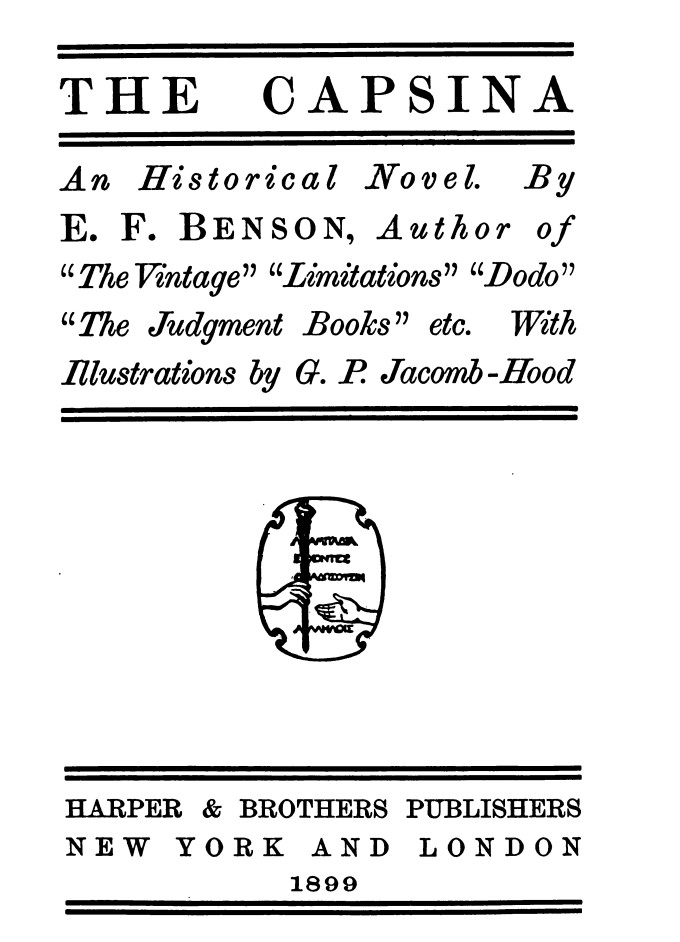 THE CAPSINA
An Historical Novel. By
E. F. BENSON, Author of
“The Vintage” “Limitations” “Dodo”
“The Judgment Books” etc. With
Illustrations by G. P. Jacomb-Hood
HARPER & BROTHERS PUBLISHERS
NEW YORK AND LONDON
1899